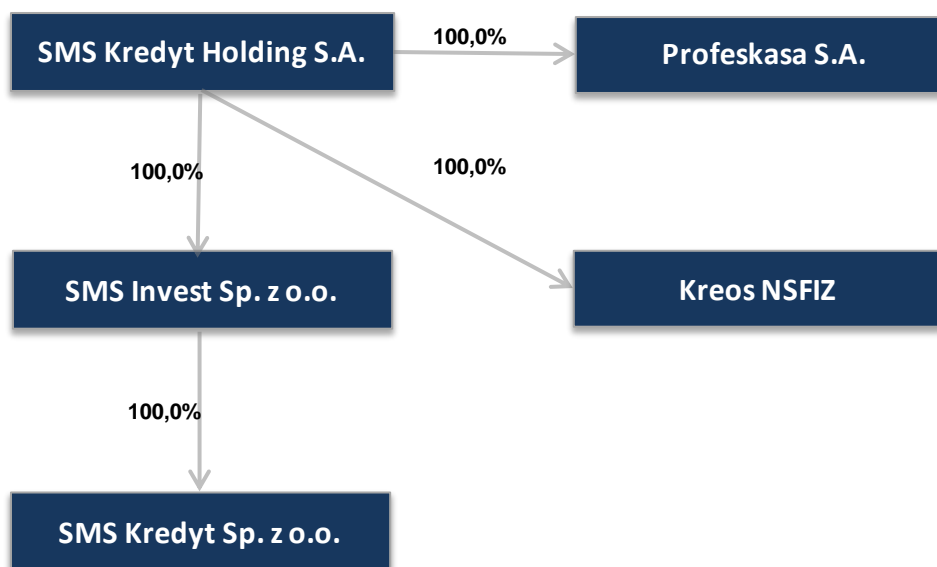 SMS Kredyt Holding S.A.
100,0%
Profeskasa S.A.
100,0%
100,0%
SMS Invest Sp. z o.o.
Kreos NSFIZ
100,0%
SMS Kredyt Sp. z o.o.